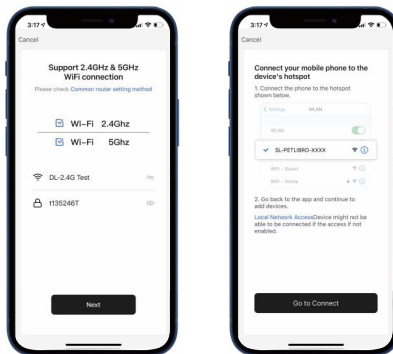 3:17
Cancel
Support 2.4GHz & 5GHz
WiFi connection
Please check Common router setting method
Wi-Fi 2.4Ghz
Wi-Fi 5Ghz
DL-2.4G Test
t135246T
Next
3:17
Cancel
Connect your mobile phone to the
device's hotspot
1. Connect the phone to the hotspot
shown below.
Settings WLAN
WLAN
SL-PETLIBRO-XXXX
WiFi - Guest
WiFi - Home
2. Go back to the app and continue to
add devices.
Local Network AccessDevice might not be
able to be connected if the access if not
enabled.
Go to Connect